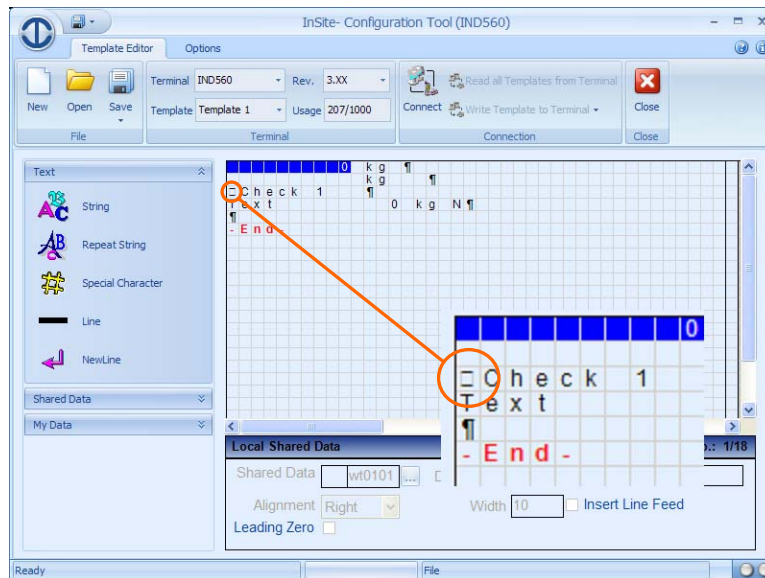 InSite- Configuration Tool (IND560)
Template Editor Options
New Open Save
File
Terminal IND560 Rev. 3.XX
Template Template 1 Usage 207/1000
Terminal
Connect Read all Templates from Terminal
Write Template to Terminal
Connection
Close
Close
Text
String
Repeat String
Special Character
Line
NewLine
Shared Data
My Data
0 kg ¶
kg ¶
□Check 1 ¶
Text 0 kg N¶
¶
-End-
0
□Check 1
Text
¶
-End-
Local Shared Data .: 1/18
Shared Data wt0101 ...
Alignment Right Width 10 Insert Line Feed
Leading Zero
Ready File